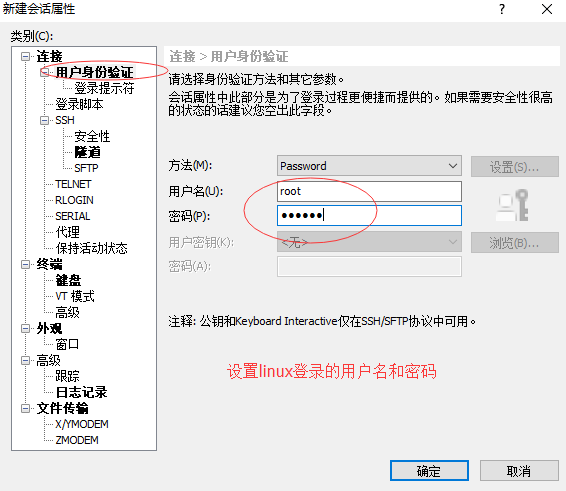 新建会话属性
类别(C):
连接
用户身份验证
登录提示符
登录脚本
SSH
安全性
隧道
SFTP
TELNET
RLOGIN
SERIAL
代理
保持活动状态
终端
键盘
VT 模式
高级
外观
窗口
高级
跟踪
日志记录
文件传输
X/YMODEM
ZMODEM
连接 > 用户身份验证
请选择身份验证方法和其它参数。
会话属性中此部分是为了登录过程更便捷而提供的。如果需要安全性很高
的状态的话建议您空出此字段。
方法(M): Password 设置(S)...
用户名(U): root
密码(P): ●●●●●●
用户密钥(K): <无> 浏览(B)...
密码(A):
注释: 公钥和Keyboard Interactive仅在SSH/SFTP协议中可用。
设置linux登录的用户名和密码
确定 取消